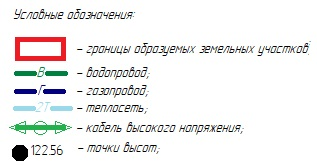 Условные обозначения:
– границы образуемых земельных участков;
В – водопровод;
Г – газопровод;
2Т – теплосеть;
– кабель высокого напряжения;
122.56 – точки высот;